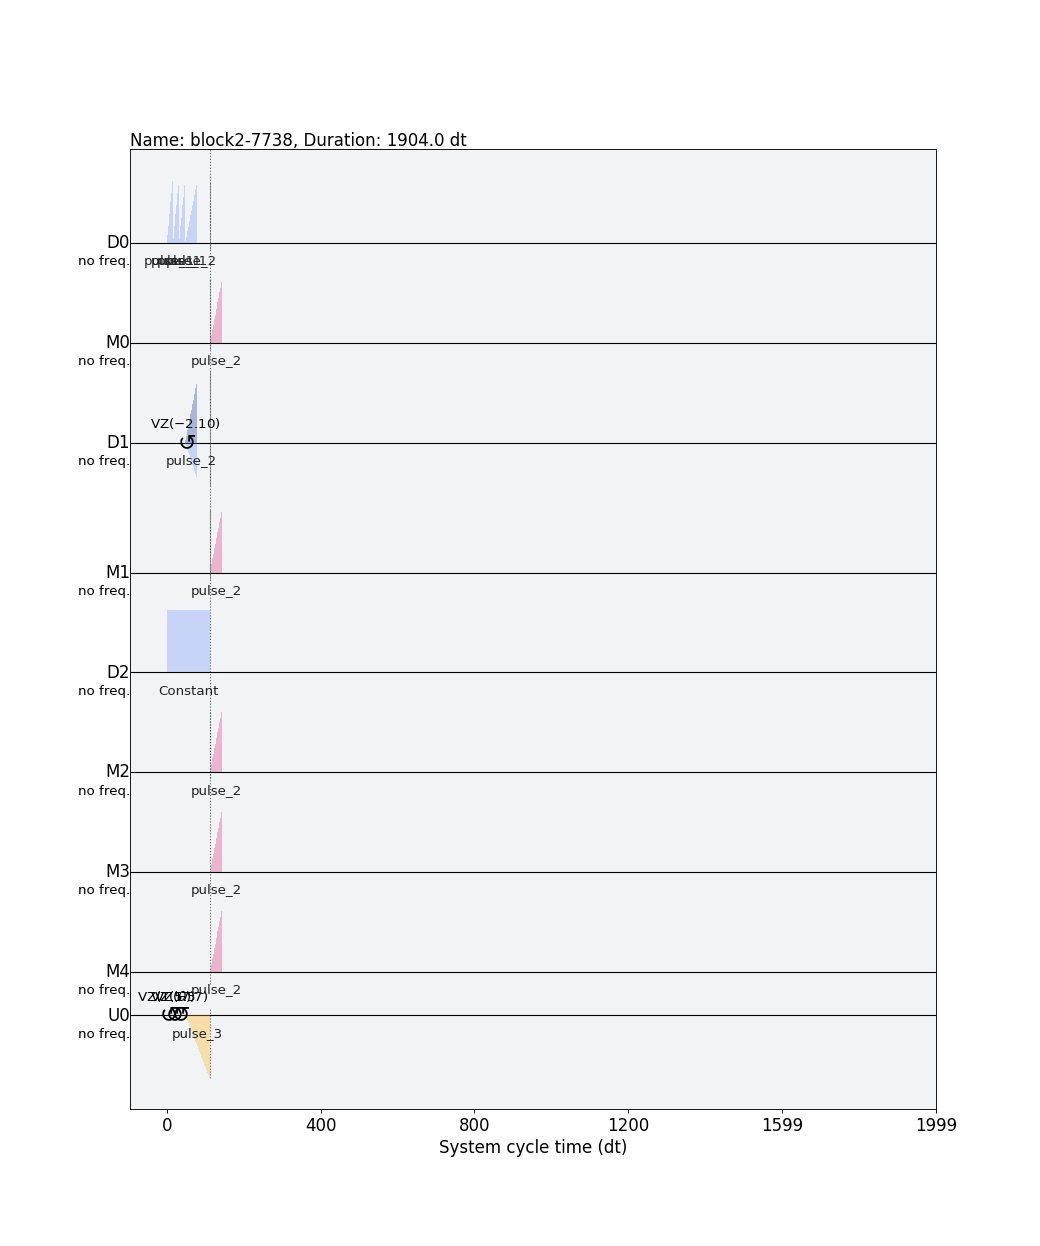 Name: block2-7738, Duration: 1904.0 dt
D0
no freq.
M0
no freq. pulse_2
VZ(−2.10)
D1
no freq. pulse_2
M1
no freq. pulse_2
D2
no freq. Constant
M2
no freq. pulse_2
M3
no freq. pulse_2
M4
no freq. pulse_2
U0
no freq. pulse_3
0 400 800 1200 1599 1999
System cycle time (dt)